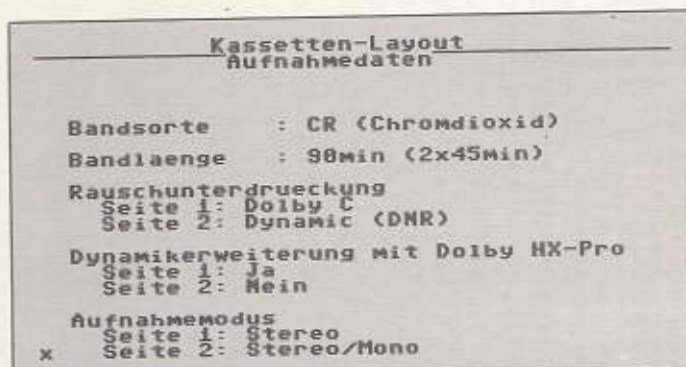 Kassetten-Layout
Aufnahmedaten
Bandsorte : CR (Chromdioxid)
Bandlaenge : 90min (2x45min)
Rauschunterdrueckung
Seite 1: Dolby C
Seite 2: Dynamic (DNR)
Dynamikerweiterung mit Dolby HX-Pro
Seite 1: Ja
Seite 2: Nein
Aufnahmemodus
Seite 1: Stereo
x Seite 2: Stereo/Mono